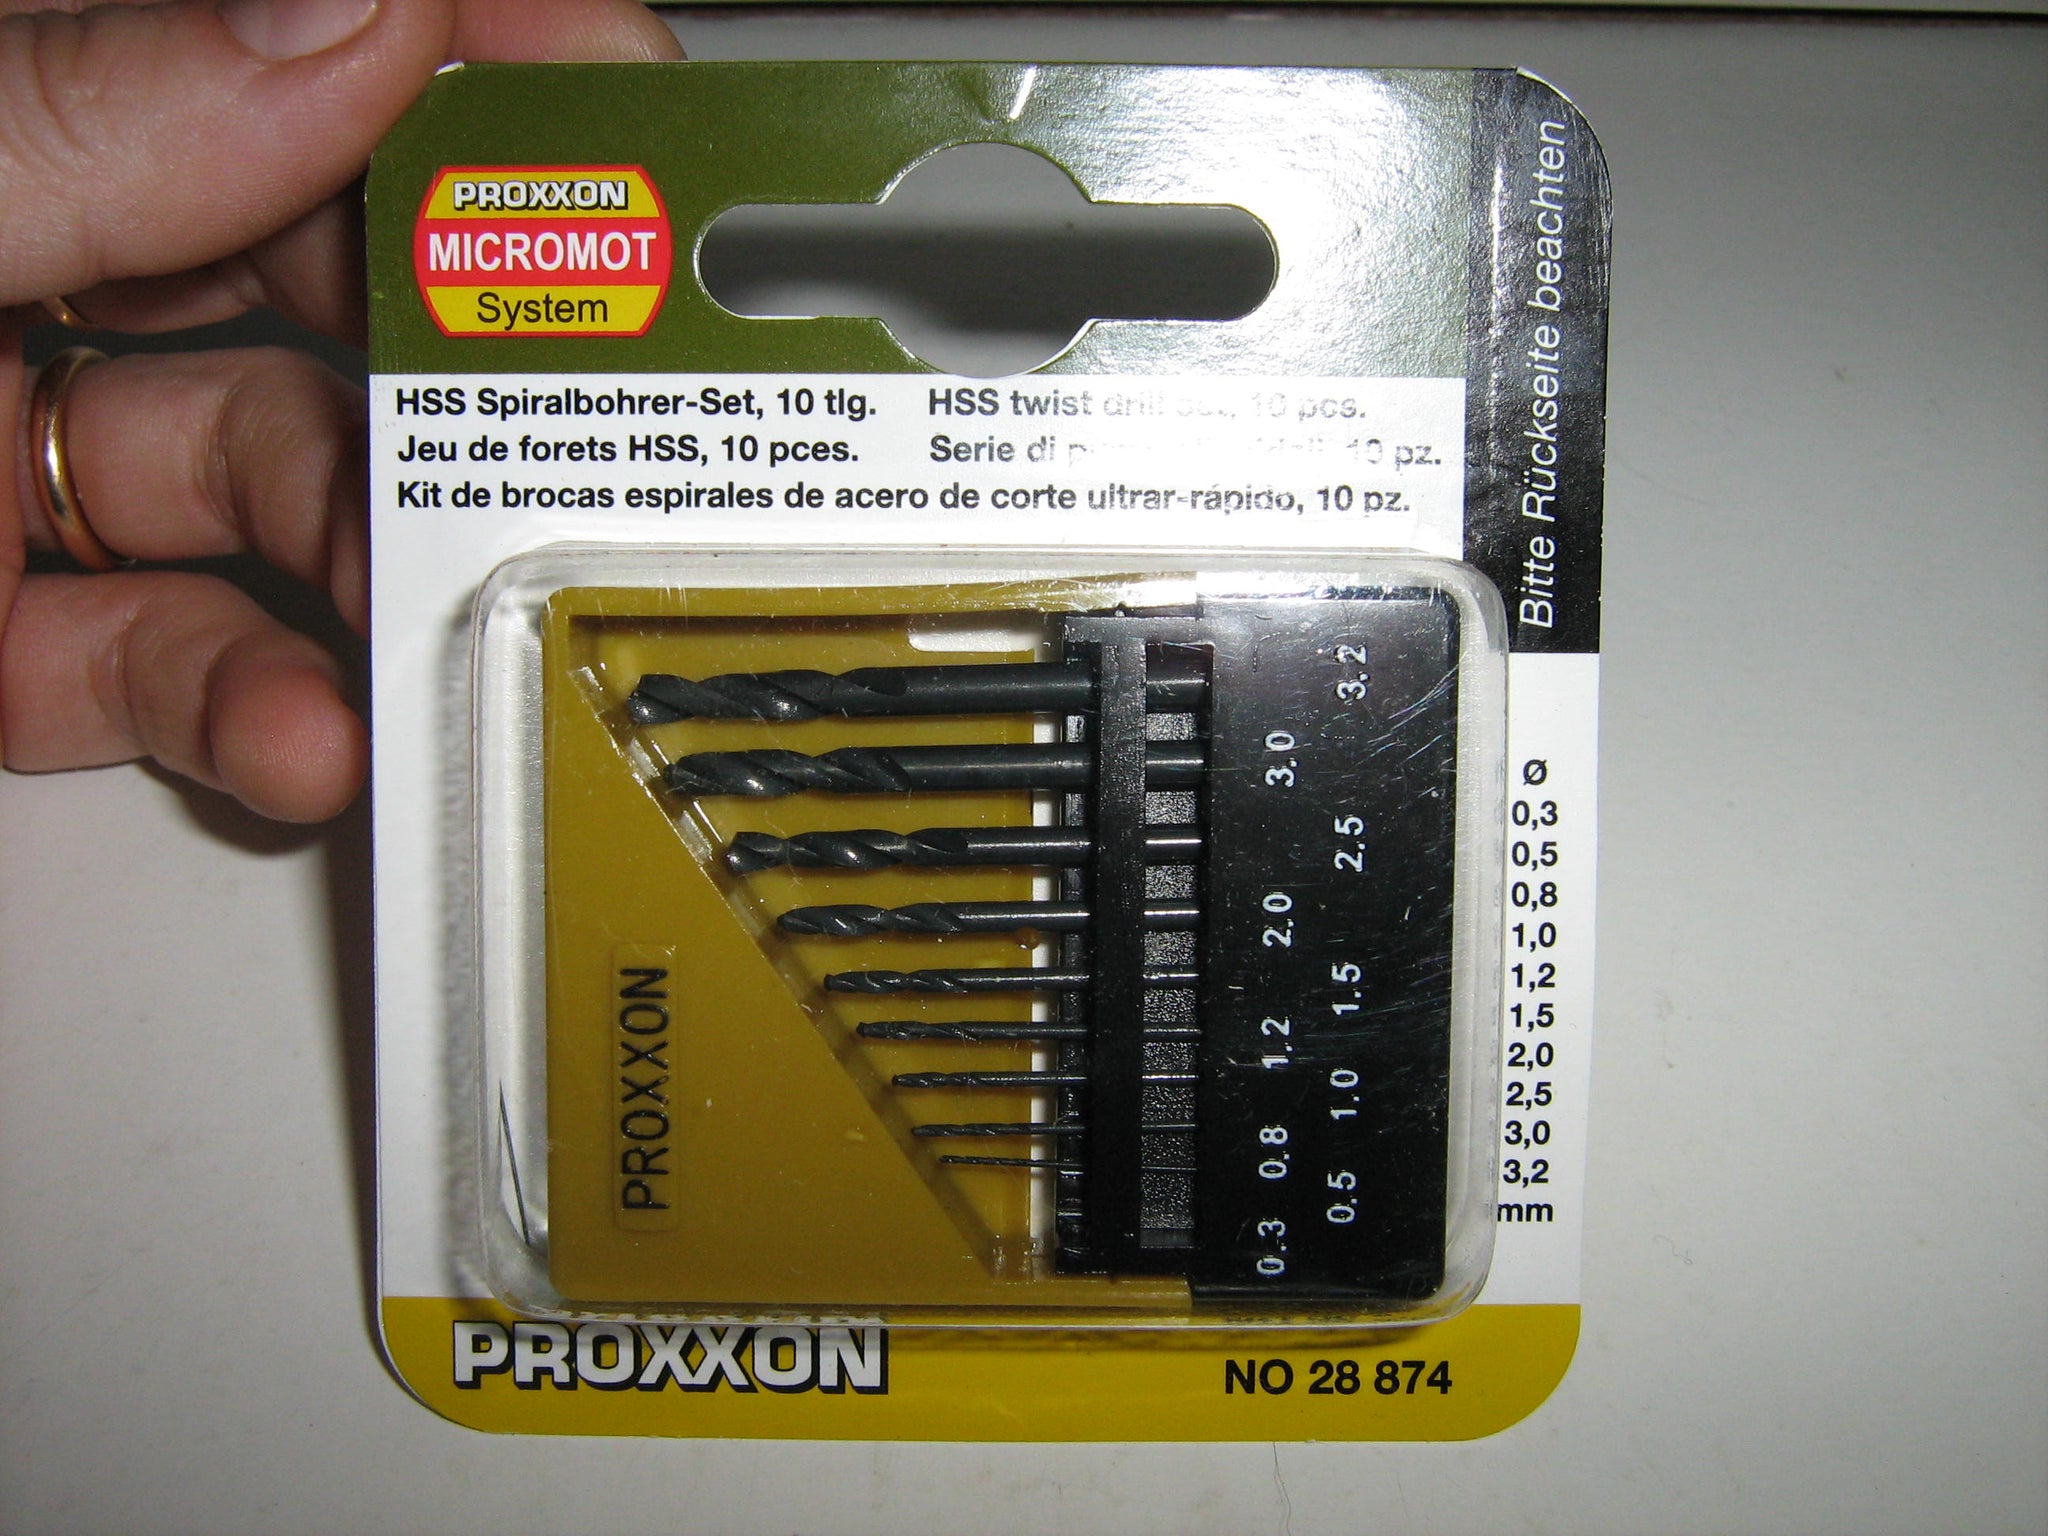 PROXXON
MICROMOT
System
Bitte Rückseite beachten
HSS Spiralbohrer-Set, 10 tlg.
HSS twist drill set, 10 pcs.
Jeu de forets HSS, 10 pces.
Serie di 10 pz.
Kit de brocas espirales de acero de corte ultrar-rápido, 10 pz.
3.2
3.0
2.5
2.0
1.5
1.2
1.0
0.8
0.5
0.3
PROXXON
Ø
0,3
0,5
0,8
1,0
1,2
1,5
2,0
2,5
3,0
3,2
mm
PROXXON
NO 28 874